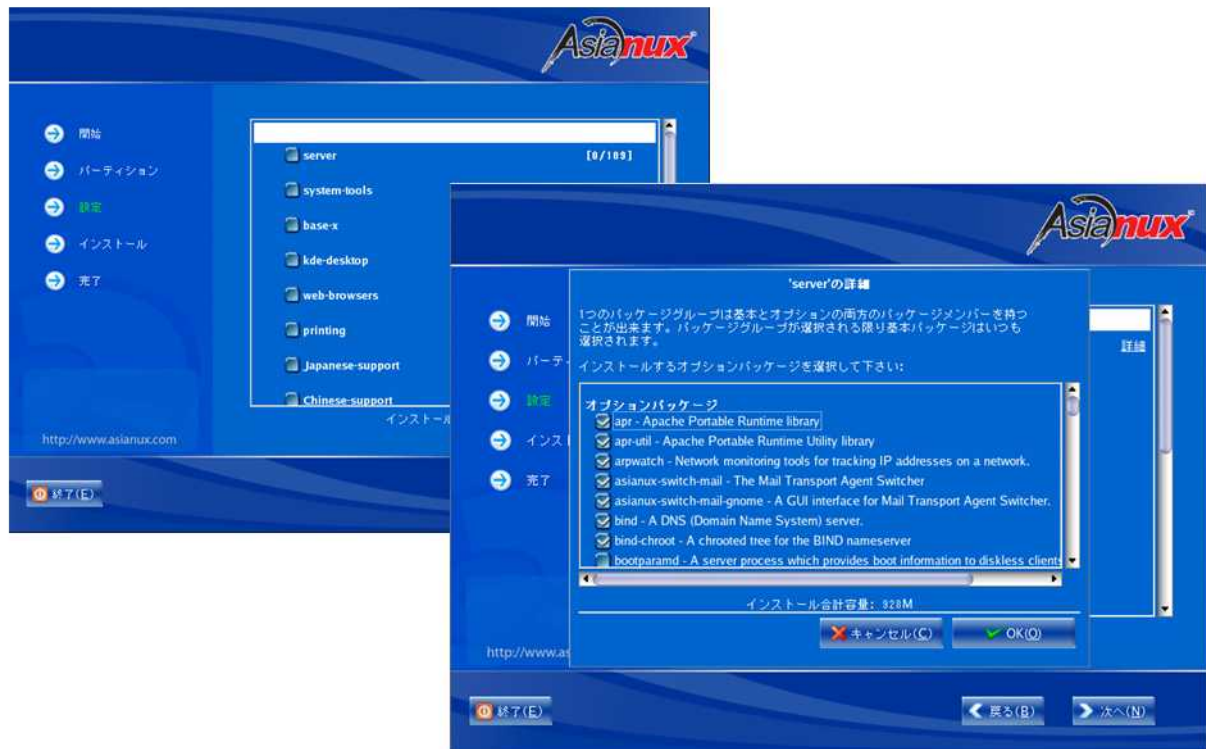 Asianux
開始
パーティション
設定
インストール
完了
server [0/109]
system-tools
base-x
kde-desktop
web-browsers
printing
Japanese-support
Chinese-support
インストー
http://www.asianux.com
終了(E)
Asianux
開始
パーティ
設定
インスト
完了
詳細
'server'の詳細
1つのパッケージグループは基本とオプションの両方のパッケージメンバーを持つ
ことが出来ます。パッケージグループが選択される限り基本パッケージはいつも
選択されます。
インストールするオプションパッケージを選択して下さい:
オプションパッケージ
apr - Apache Portable Runtime library
apr-util - Apache Portable Runtime Utility library
arpwatch - Network monitoring tools for tracking IP addresses on a network.
asianux-switch-mail - The Mail Transport Agent Switcher
asianux-switch-mail-gnome - A GUI interface for Mail Transport Agent Switcher.
bind - A DNS (Domain Name System) server.
bind-chroot - A chrooted tree for the BIND nameserver
bootparamd - A server process which provides boot information to diskless clients
インストール合計容量: 928M
キャンセル(C)
OK(O)
http://www.as
終了(E)
戻る(B)
次へ(N)